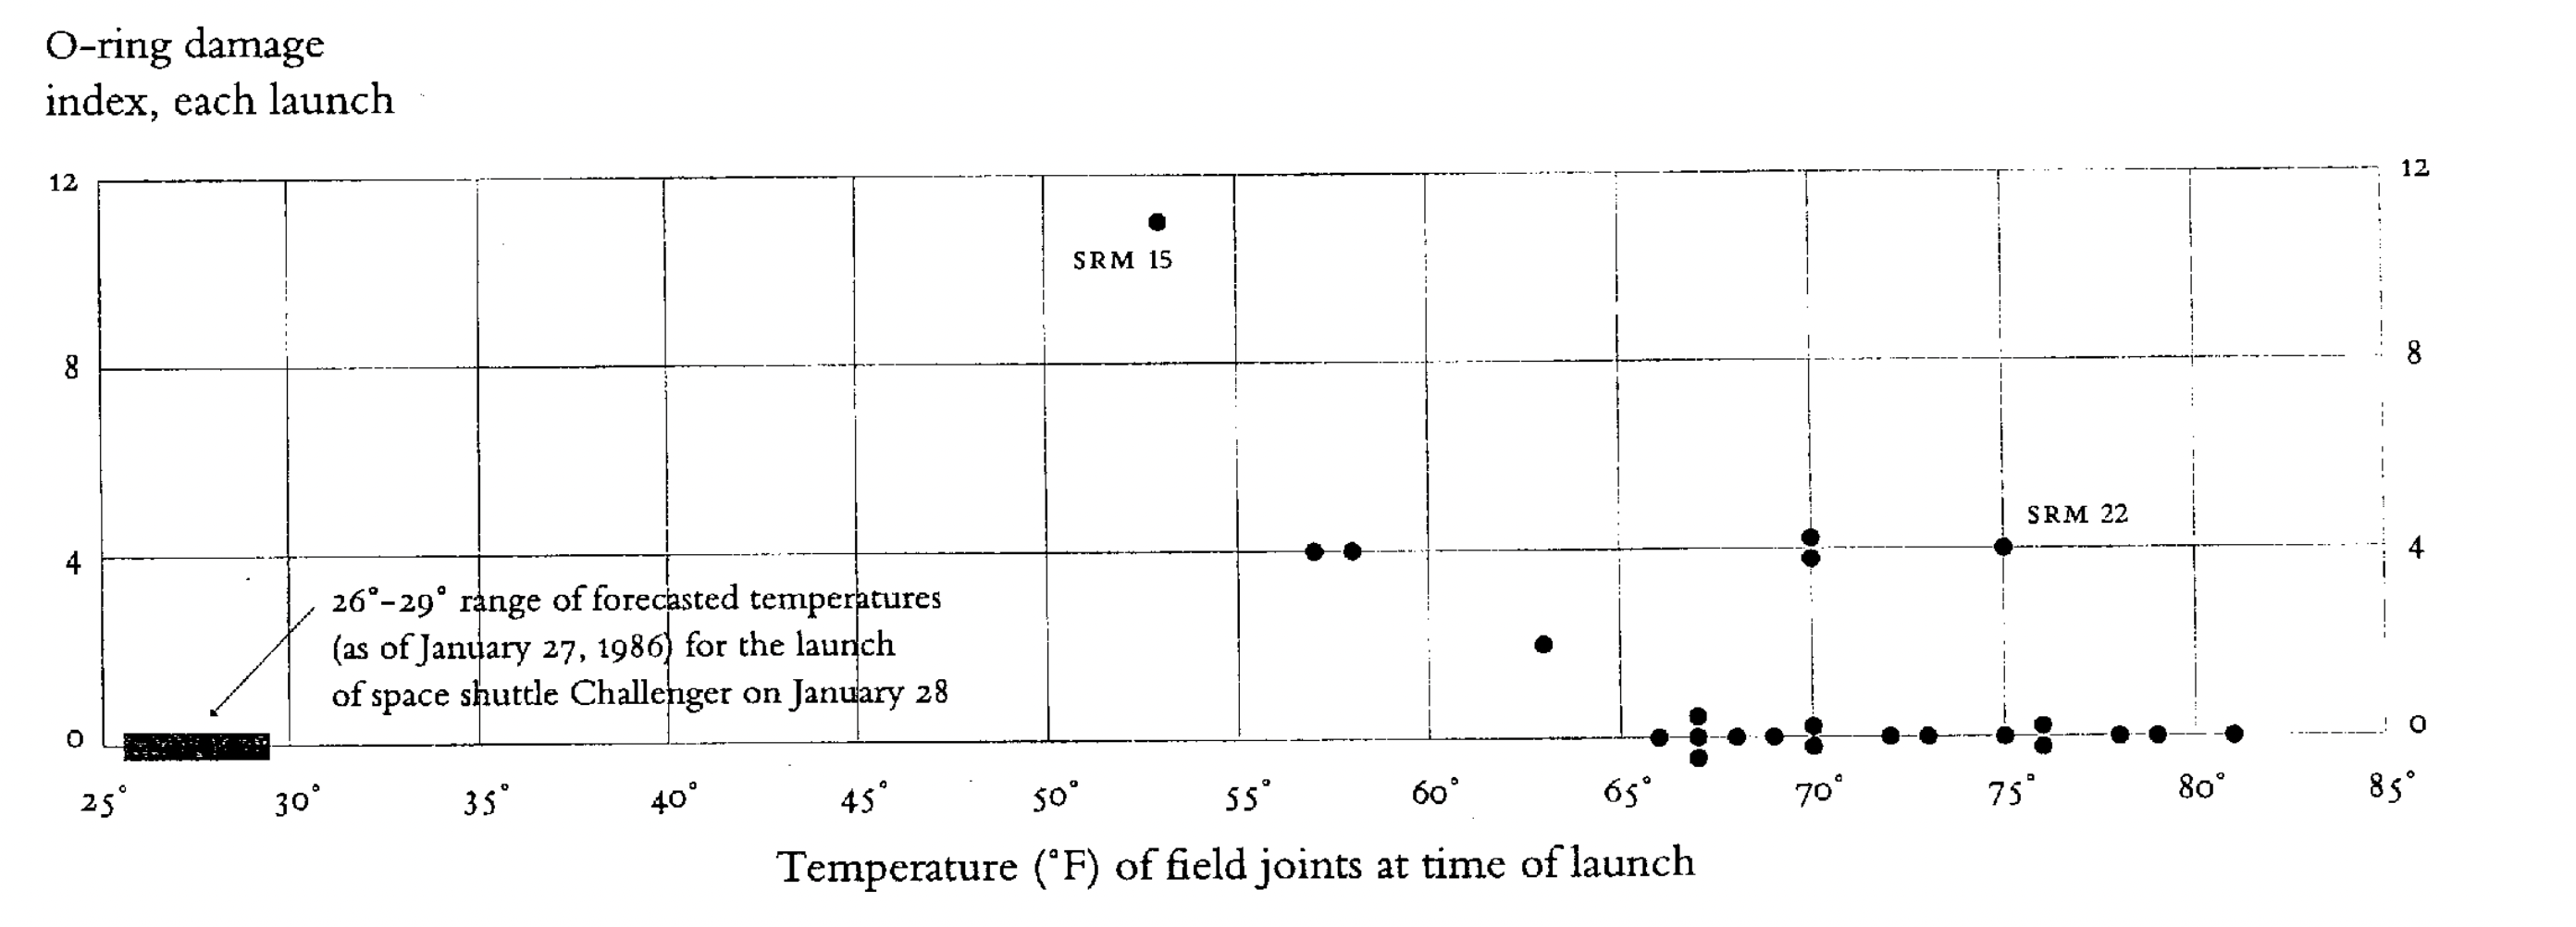 O-ring damage
index, each launch
12
12
SRM 15
8
8
SRM 22
4
4
26°-29° range of forecasted temperatures
(as of January 27, 1986) for the launch
of space shuttle Challenger on January 28
0
0
25° 30° 35° 40° 45° 50° 55° 60° 65° 70° 75° 80° 85°
Temperature (°F) of field joints at time of launch